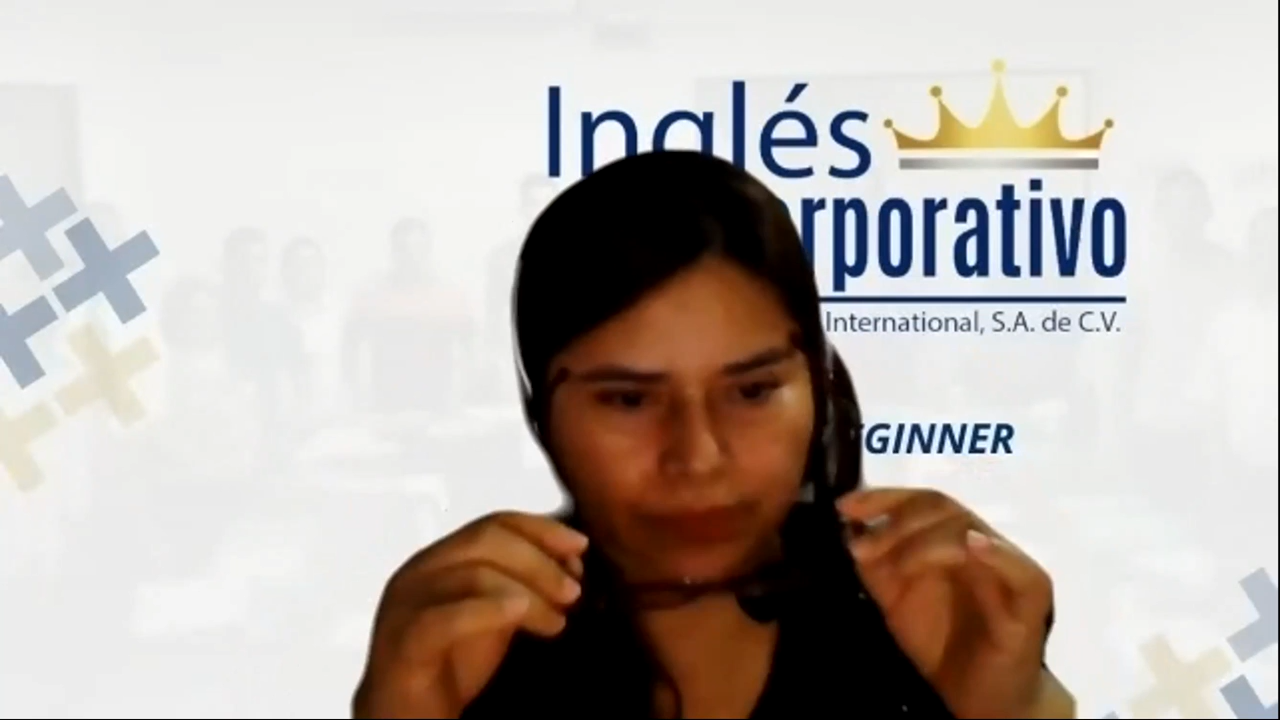 Inglés
rporativo
International, S.A. de C.V.
GINNER